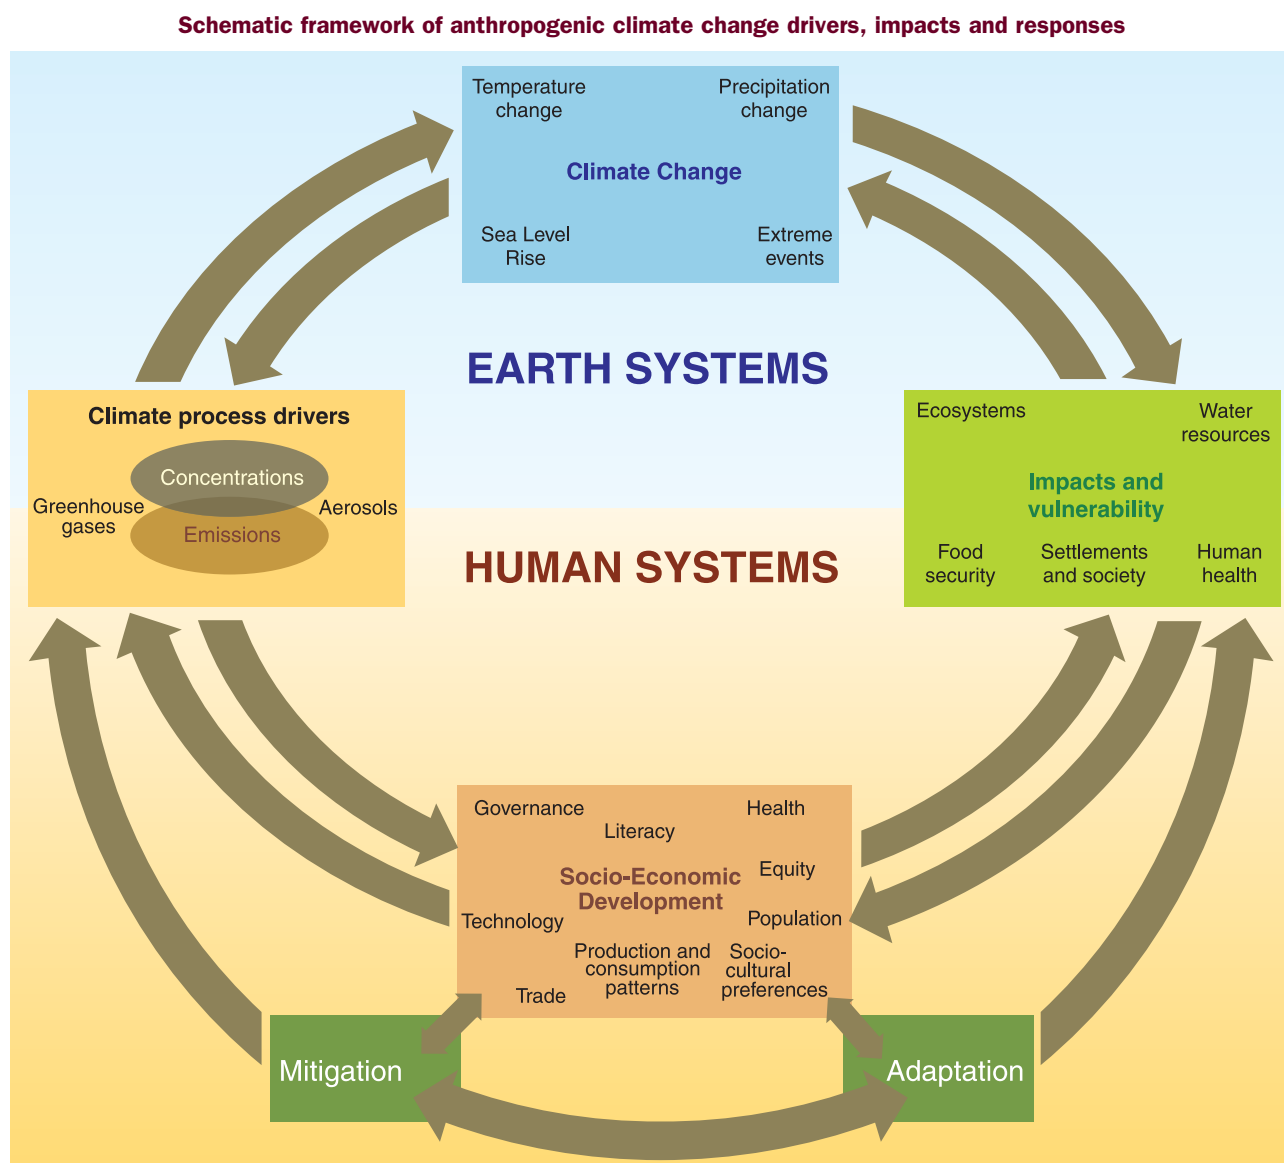 Schematic framework of anthropogenic climate change drivers, impacts and responses
Temperature
change
Precipitation
change
Climate Change
Sea Level
Rise
Extreme
events
EARTH SYSTEMS
Climate process drivers
Concentrations
Greenhouse
gases
Aerosols
Emissions
Ecosystems
Water
resources
Impacts and
vulnerability
Food
security
Settlements
and society
Human
health
HUMAN SYSTEMS
Governance
Literacy
Health
Socio-Economic
Development
Equity
Technology
Population
Production and
consumption
patterns
Socio-
cultural
preferences
Trade
Mitigation
Adaptation